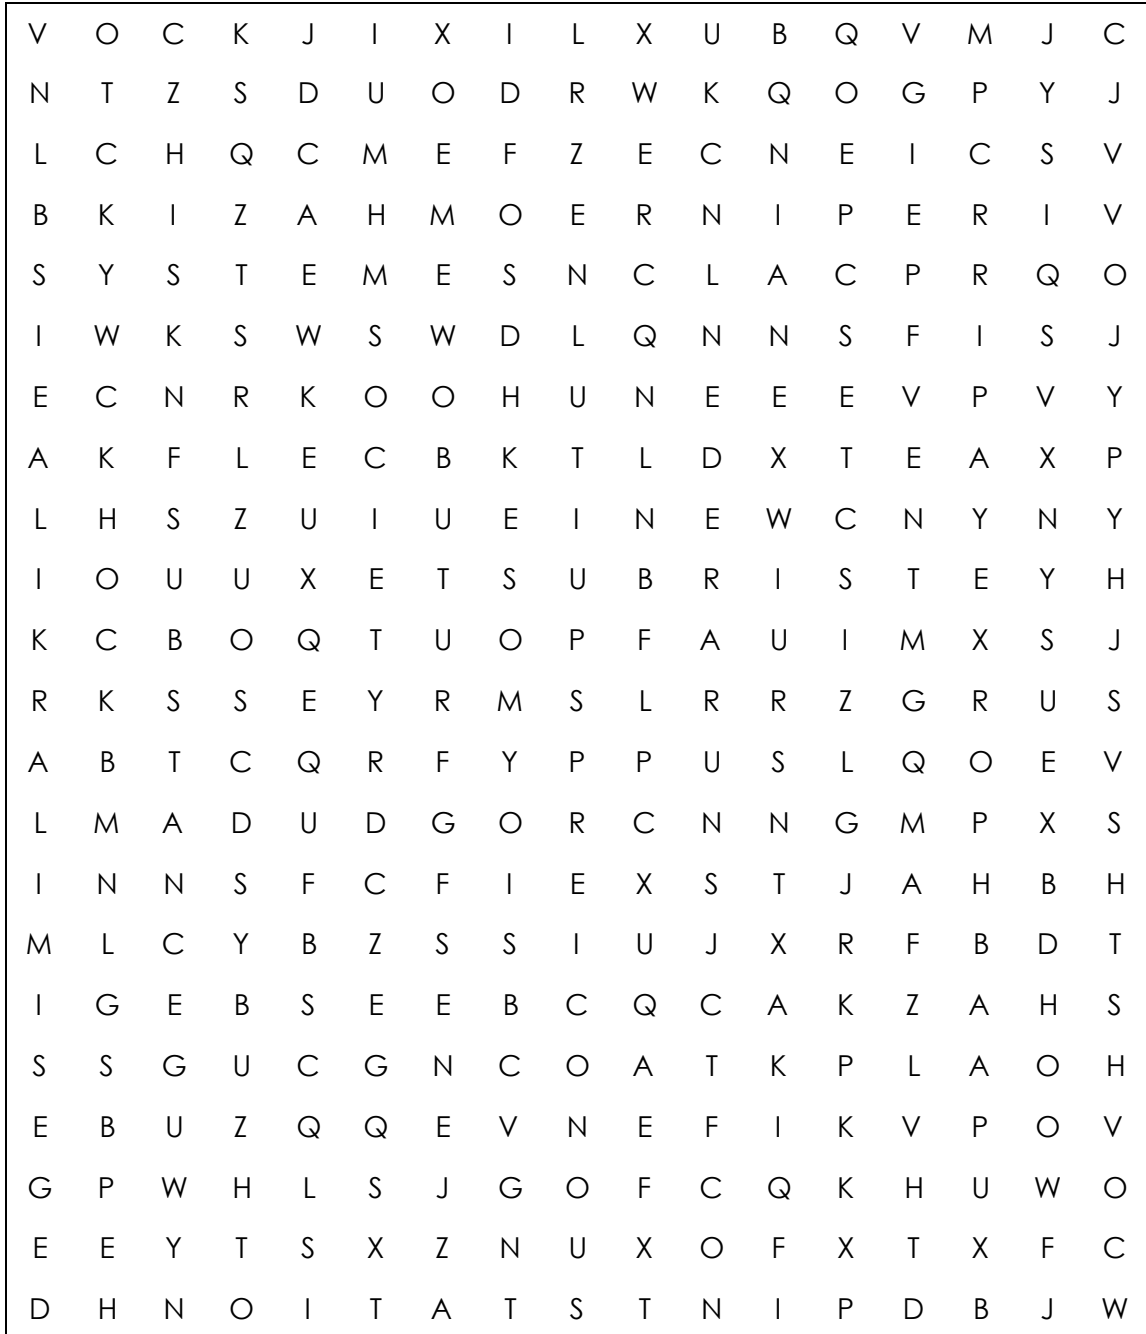 V O C K J I X I L X U B Q V M J C
N T Z S D U O D R W K Q O G P Y J
L C H Q C M E F Z E C N E I C S V
B K I Z A H M O E R N I P E R I V
S Y S T E M E S N C L A C P R Q O
I W K S W S W D L Q N N S F I S J
E C N R K O O H U N E E E V P V Y
A K F L E C B K T L D X T E A X P
L H S Z U I U E I N E W C N Y N Y
I O U U X E T S U B R I S T E Y H
K C B O Q T U O P F A U I M X S J
R K S S E Y R M S L R R Z G R U S
A B T C Q R F Y P P U S L Q O E V
L M A D U D G O R C N N G M P X S
I N N S F C F I E X S T J A H B H
M L C Y B Z S S I U J X R F B D T
I G E B S E E B C Q C A K Z A H S
S S G U C G N C O A T K P L A O H
E B U Z Q Q E V N E F I K V P O V
G P W H L S J G O F C Q K H U W O
E E Y T S X Z N U X O F X T X F C
D H N O I T A T S T N I P D B J W